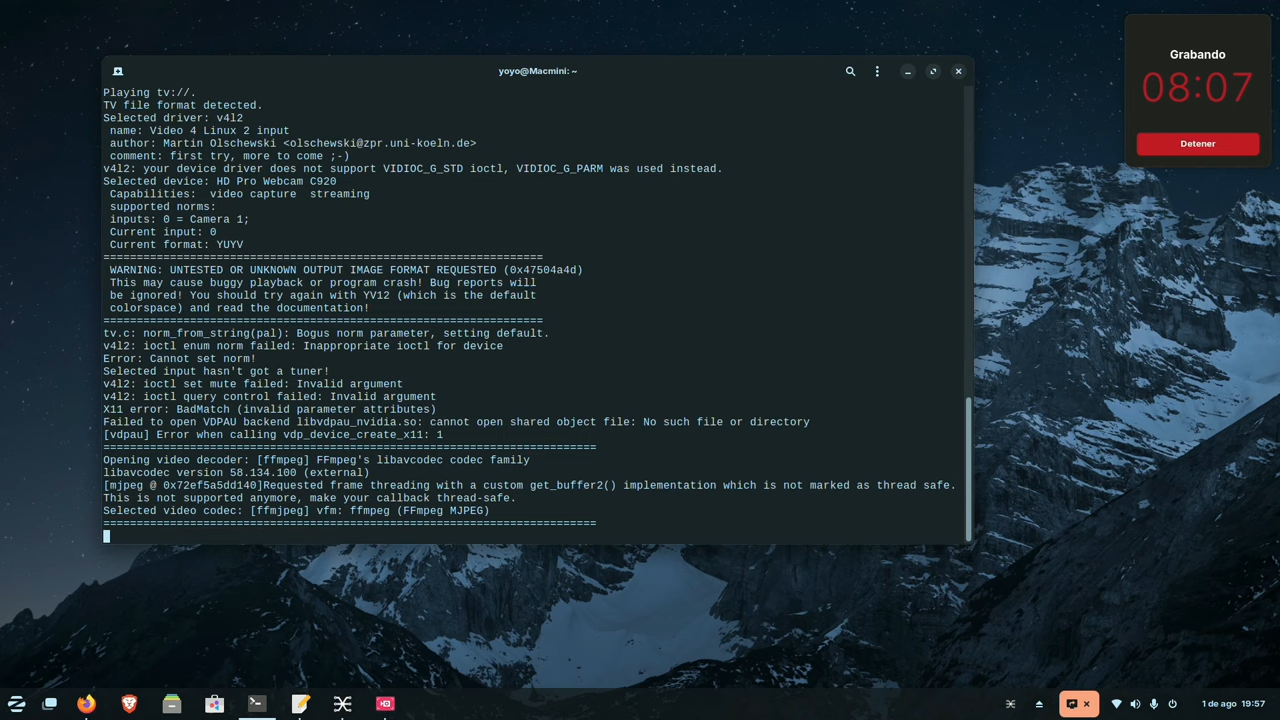 Grabando
08:07
Detener
yoyo@Macmini: ~
Playing tv://.
TV file format detected.
Selected driver: v4l2
 name: Video 4 Linux 2 input
 author: Martin Olschewski <olschewski@zpr.uni-koeln.de>
 comment: first try, more to come ;-)
v4l2: your device driver does not support VIDIOC_G_STD ioctl, VIDIOC_G_PARM was used instead.
Selected device: HD Pro Webcam C920
 Capabilities:  video capture  streaming
 supported norms:
 inputs: 0 = Camera 1;
 Current input: 0
 Current format: YUYV
==================================================================
 WARNING: UNTESTED OR UNKNOWN OUTPUT IMAGE FORMAT REQUESTED (0x47504a4d)
 This may cause buggy playback or program crash! Bug reports will
 be ignored! You should try again with YV12 (which is the default
 colorspace) and read the documentation!
==================================================================
tv.c: norm_from_string(pal): Bogus norm parameter, setting default.
v4l2: ioctl enum norm failed: Inappropriate ioctl for device
Error: Cannot set norm!
Selected input hasn't got a tuner!
v4l2: ioctl set mute failed: Invalid argument
v4l2: ioctl query control failed: Invalid argument
X11 error: BadMatch (invalid parameter attributes)
Failed to open VDPAU backend libvdpau_nvidia.so: cannot open shared object file: No such file or directory
[vdpau] Error when calling vdp_device_create_x11: 1
==========================================================================
Opening video decoder: [ffmpeg] FFmpeg's libavcodec codec family
libavcodec version 58.134.100 (external)
[mjpeg @ 0x72ef5a5dd140]Requested frame threading with a custom get_buffer2() implementation which is not marked as thread safe.
This is not supported anymore, make your callback thread-safe.
Selected video codec: [ffmjpeg] vfm: ffmpeg (FFmpeg MJPEG)
==========================================================================
1 de ago 19:57